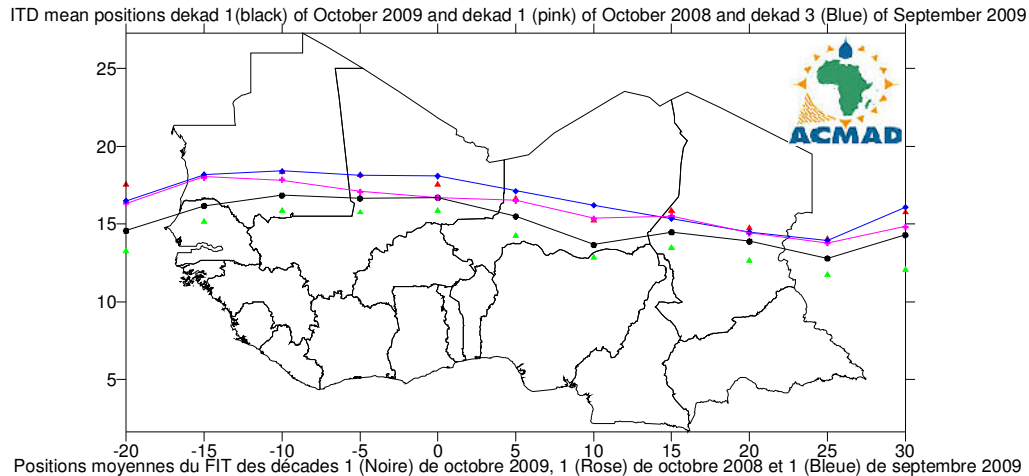 ITD mean positions dekad 1(black) of October 2009 and dekad 1 (pink) of October 2008 and dekad 3 (Blue) of September 2009
25
20
15
10
5
ACMAD
-20 -15 -10 -5 0 5 10 15 20 25 30
Positions moyennes du FIT des décades 1 (Noire) de octobre 2009, 1 (Rose) de octobre 2008 et 1 (Bleue) de septembre 2009